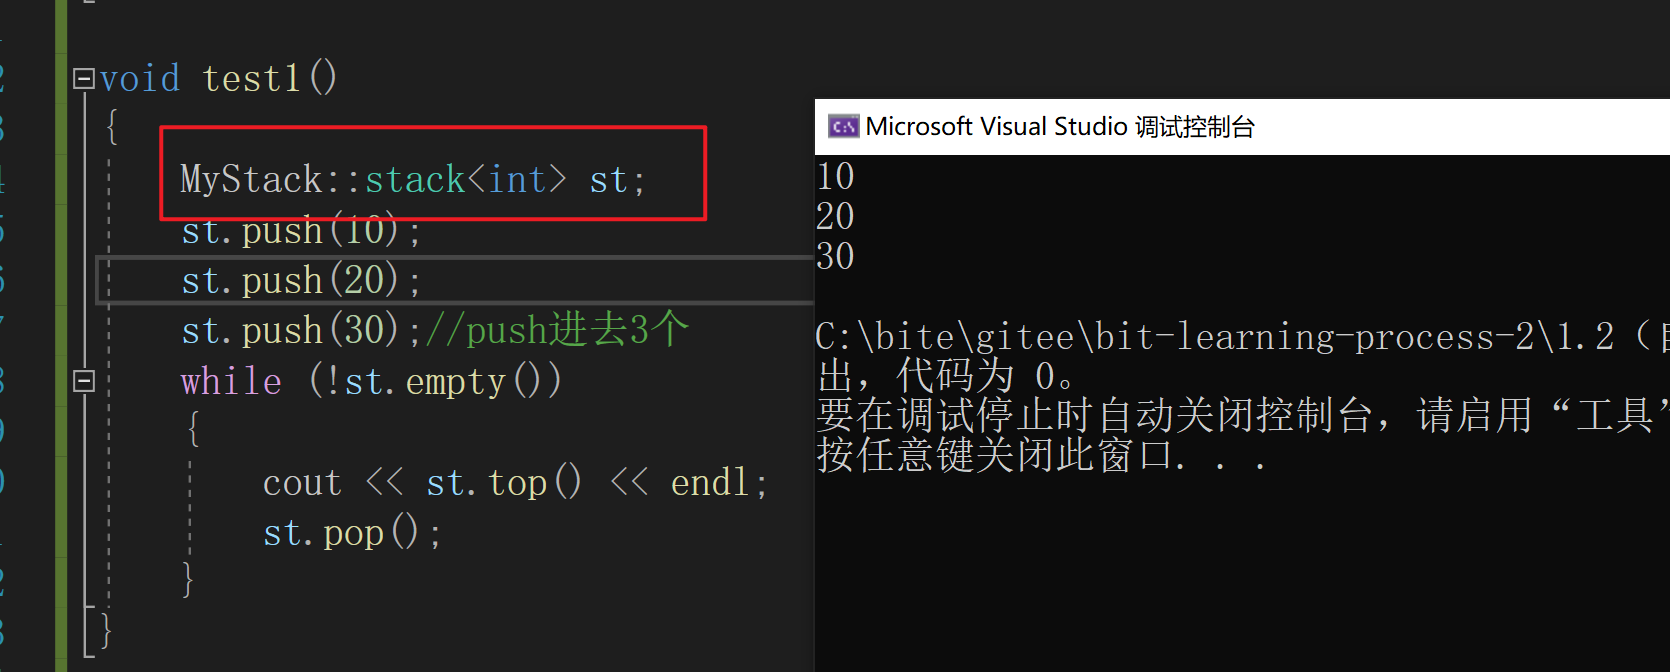 void test1()
{
MyStack::stack<int> st;
st.push(10);
st.push(20);
st.push(30);//push进去3个
while (!st.empty())
{
cout << st.top() << endl;
st.pop();
}
}
Microsoft Visual Studio 调试控制台
10
20
30
C:\bite\gitee\bit-learning-process-2\1.2（
出，代码为 0。
要在调试停止时自动关闭控制台，请启用“工具”
按任意键关闭此窗口. . .